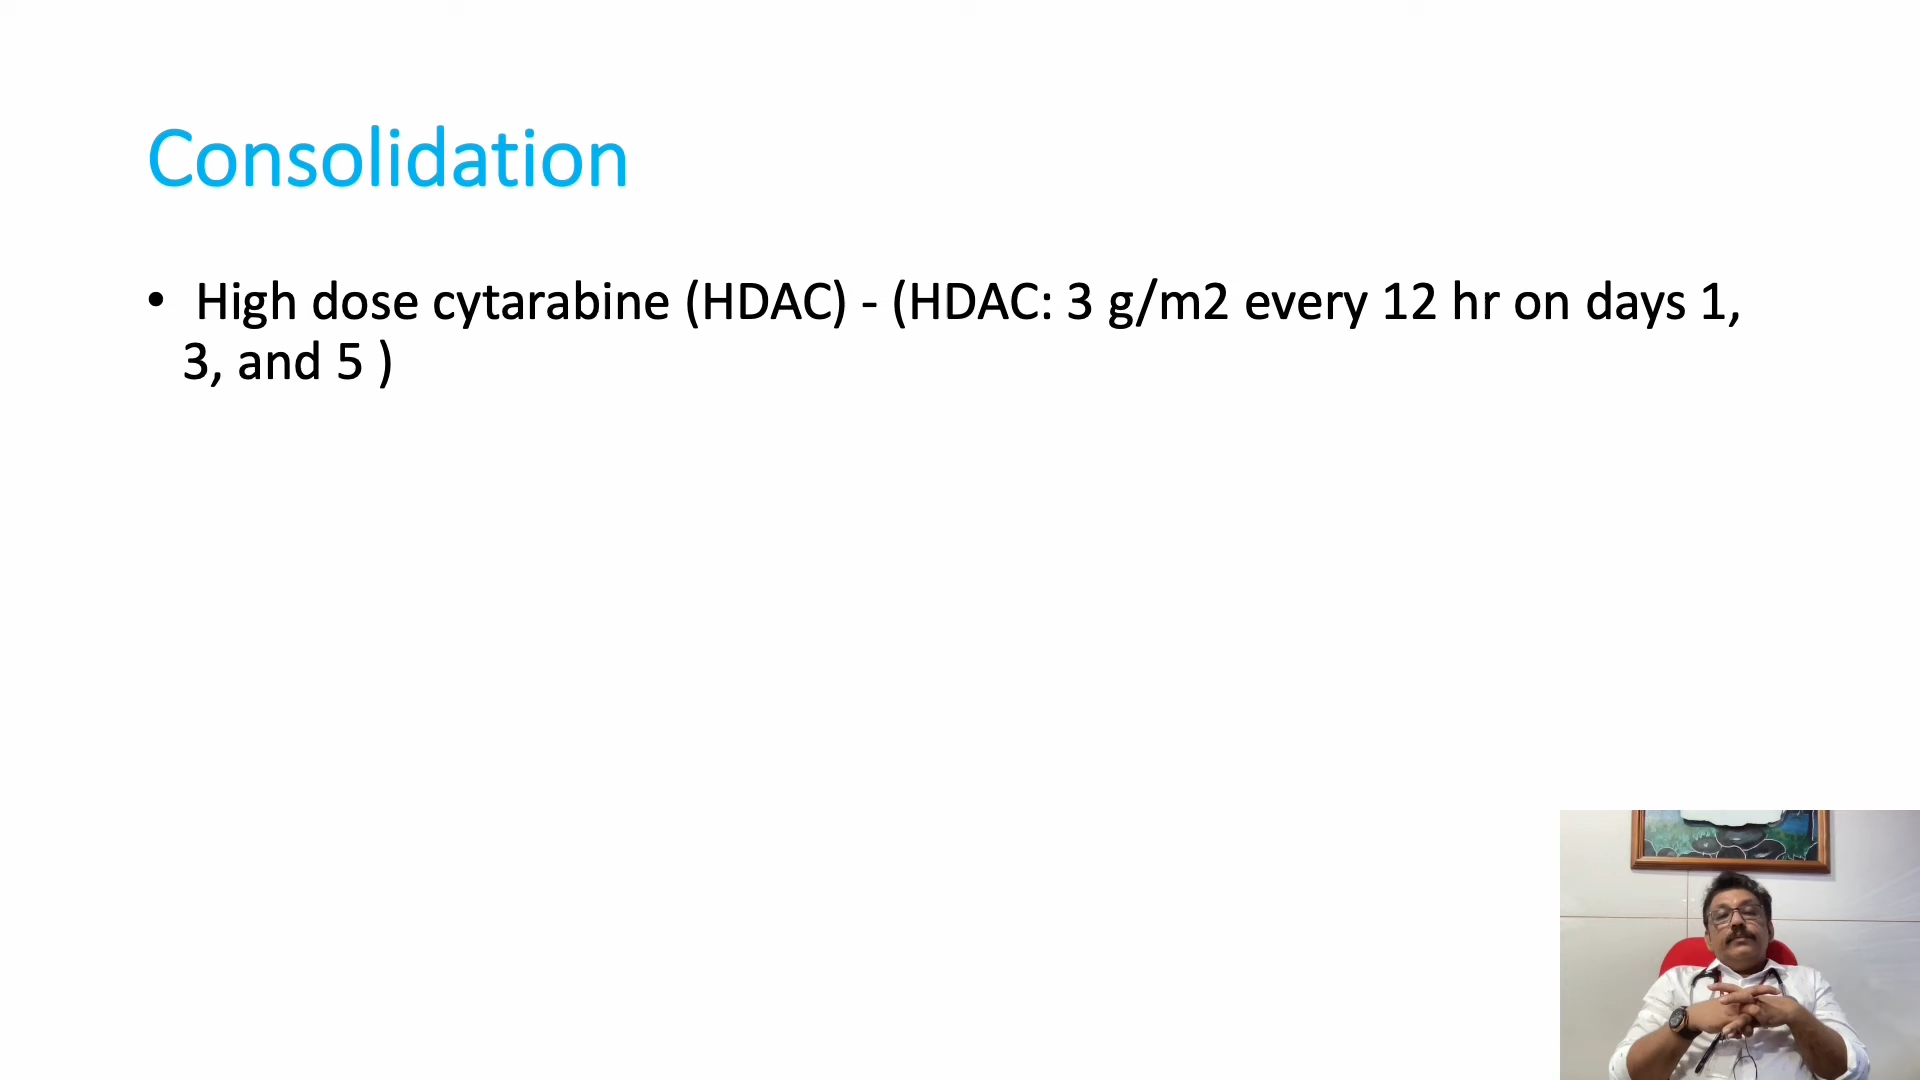 Consolidation
• High dose cytarabine (HDAC) - (HDAC: 3 g/m2 every 12 hr on days 1,
3, and 5 )